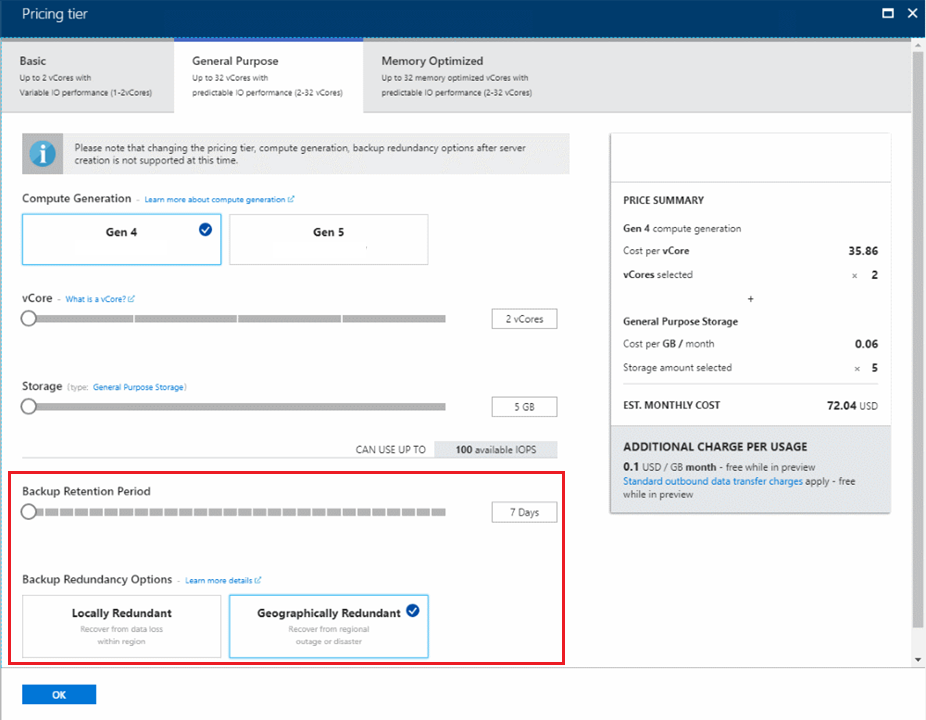 Pricing tier
Basic
Up to 2 vCores with
Variable IO performance (1-2vCores)
General Purpose
Up to 32 vCores with
predictable IO performance (2-32 vCores)
Memory Optimized
Up to 32 memory optimized vCores with
predictable IO performance (2-32 vCores)
Please note that changing the pricing tier, compute generation, backup redundancy options after server
creation is not supported at this time.
Compute Generation - Learn more about compute generation
Gen 4
Gen 5
vCore - What is a vCore?
2 vCores
Storage (type: General Purpose Storage)
5 GB
CAN USE UP TO 100 available IOPS
Backup Retention Period
7 Days
Backup Redundancy Options - Learn more details
Locally Redundant
Recover from data loss
within region
Geographically Redundant
Recover from regional
outage or disaster
OK
PRICE SUMMARY
Gen 4 compute generation
Cost per vCore 35.86
vCores selected × 2
+
General Purpose Storage
Cost per GB / month 0.06
Storage amount selected × 5
EST. MONTHLY COST 72.04 USD
ADDITIONAL CHARGE PER USAGE
0.1 USD / GB month - free while in preview
Standard outbound data transfer charges apply - free
while in preview